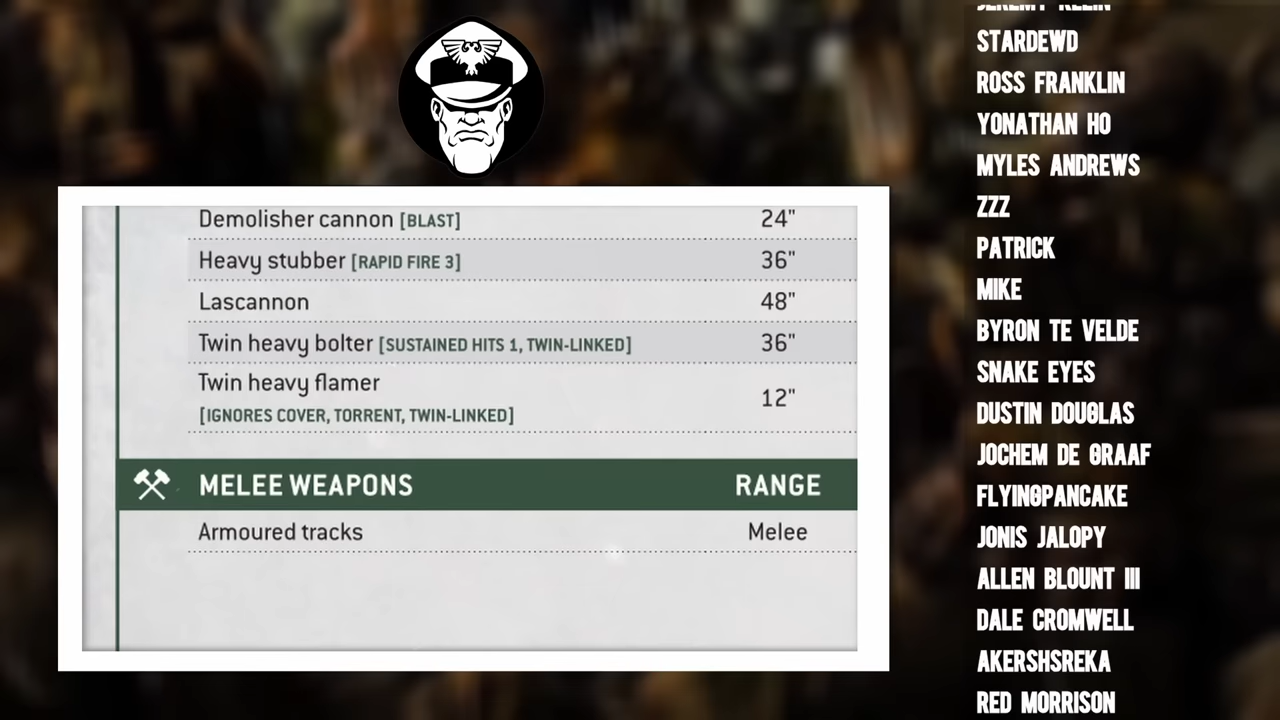 Demolisher cannon [BLAST] 24"
Heavy stubber [RAPID FIRE 3] 36"
Lascannon 48"
Twin heavy bolter [SUSTAINED HITS 1, TWIN-LINKED] 36"
Twin heavy flamer
[IGNORES COVER, TORRENT, TWIN-LINKED] 12"
MELEE WEAPONS RANGE
Armoured tracks Melee
JEREMY KLEIN
STARDEWD
ROSS FRANKLIN
YONATHAN HO
MYLES ANDREWS
ZZZ
PATRICK
MIKE
BYRON TE VELDE
SNAKE EYES
DUSTIN DOUGLAS
JOCHEM DE GRAAF
FLYINGPANCAKE
JONIS JALOPY
ALLEN BLOUNT III
DALE CROMWELL
AKERSHSREKA
RED MORRISON